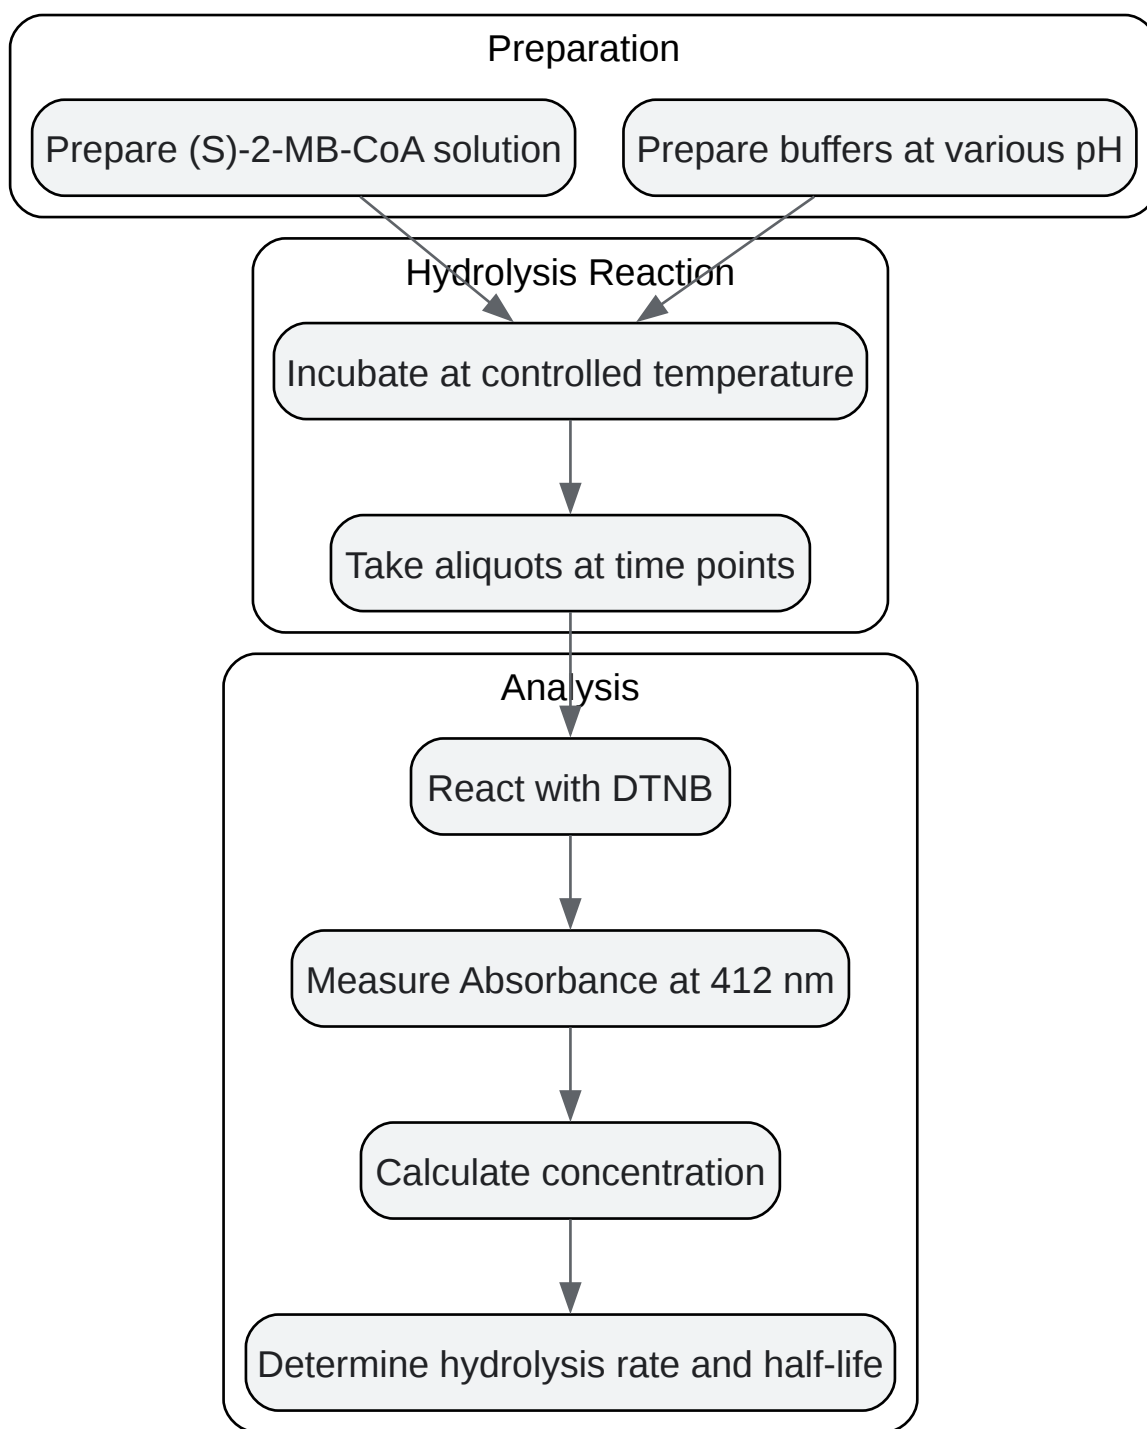 Preparation
Prepare (S)-2-MB-CoA solution
Prepare buffers at various pH
Hydrolysis Reaction
Incubate at controlled temperature
Take aliquots at time points
Analysis
React with DTNB
Measure Absorbance at 412 nm
Calculate concentration
Determine hydrolysis rate and half-life